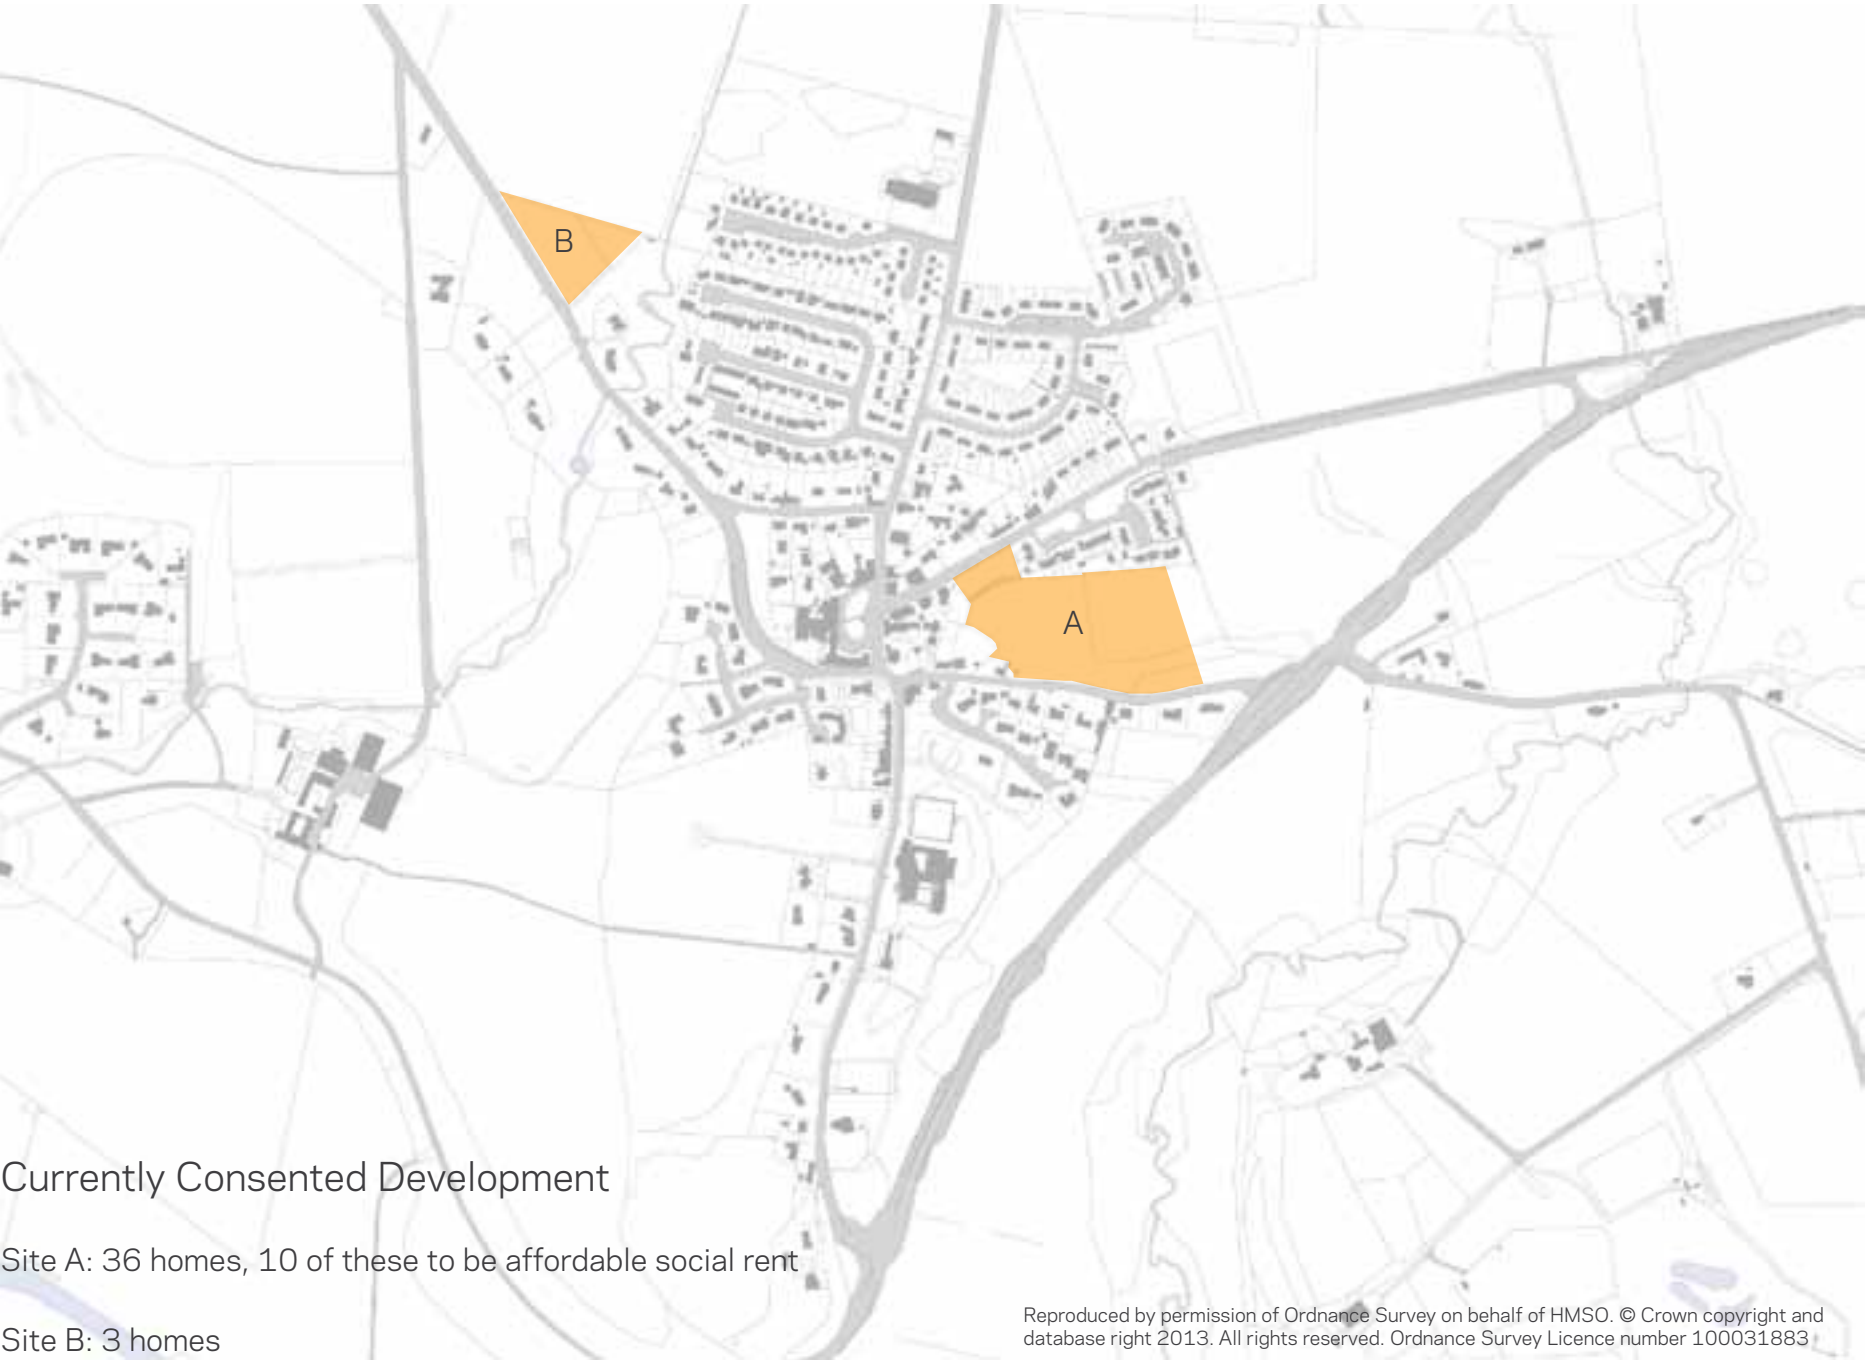 B
A
Currently Consented Development
Site A: 36 homes, 10 of these to be affordable social rent
Site B: 3 homes
Reproduced by permission of Ordnance Survey on behalf of HMSO. © Crown copyright and
database right 2013. All rights reserved. Ordnance Survey Licence number 100031883